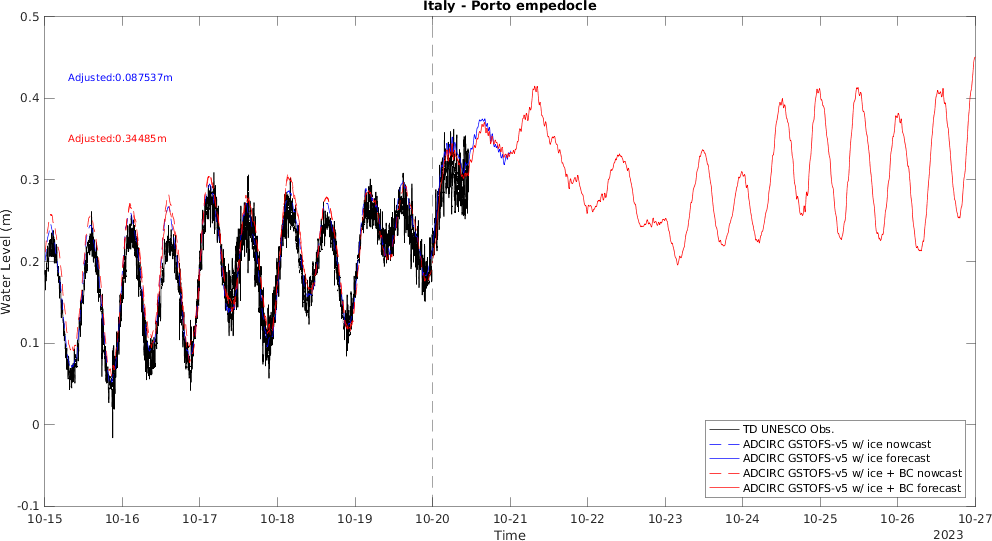 Italy - Porto empedocle
0.5
0.4
0.3
0.2
0.1
0
-0.1
Water Level (m)
Adjusted:0.087537m
Adjusted:0.34485m
TD UNESCO Obs.
ADCIRC GSTOFS-v5 w/ ice nowcast
ADCIRC GSTOFS-v5 w/ ice forecast
ADCIRC GSTOFS-v5 w/ ice + BC nowcast
ADCIRC GSTOFS-v5 w/ ice + BC forecast
10-15 10-16 10-17 10-18 10-19 10-20 10-21 10-22 10-23 10-24 10-25 10-26 10-27
Time
2023